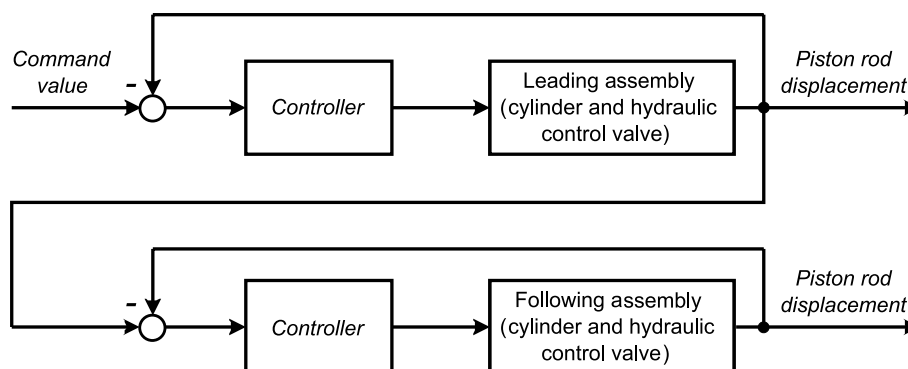 Command
value
-
Controller
Leading assembly
(cylinder and hydraulic
control valve)
Piston rod
displacement
-
Controller
Following assembly
(cylinder and hydraulic
control valve)
Piston rod
displacement